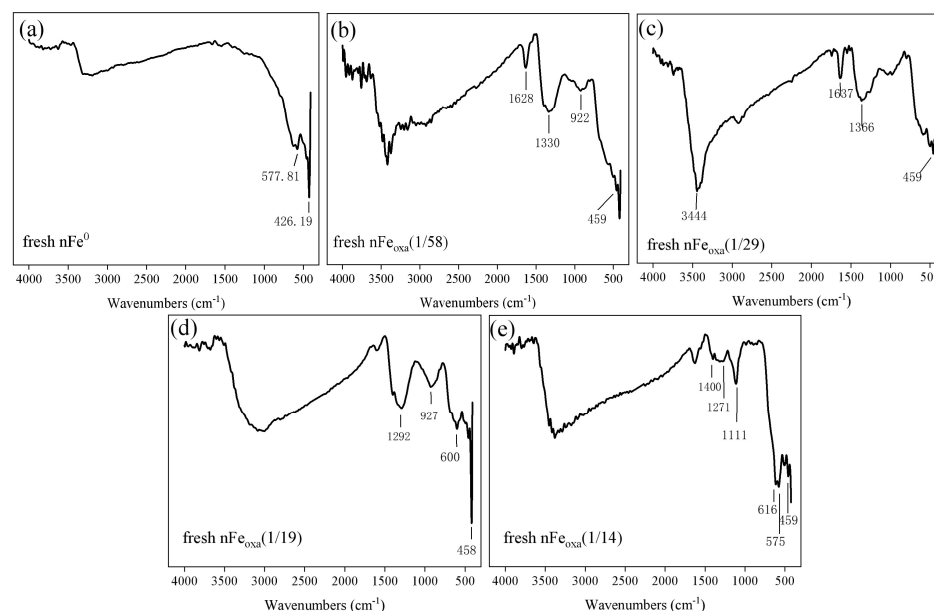 (a)
577.81
426.19
fresh nFe⁰
4000 3500 3000 2500 2000 1500 1000 500
Wavenumbers (cm⁻¹)
(b)
1628
1330
922
459
fresh nFeₒₓₐ(1/58)
4000 3500 3000 2500 2000 1500 1000 500
Wavenumbers (cm⁻¹)
(c)
1637
1366
459
3444
fresh nFeₒₓₐ(1/29)
4000 3500 3000 2500 2000 1500 1000 500
Wavenumbers (cm⁻¹)
(d)
1292
927
600
458
fresh nFeₒₓₐ(1/19)
4000 3500 3000 2500 2000 1500 1000 500
Wavenumbers (cm⁻¹)
(e)
1400
1271
1111
616
459
575
fresh nFeₒₓₐ(1/14)
4000 3500 3000 2500 2000 1500 1000 500
Wavenumbers (cm⁻¹)